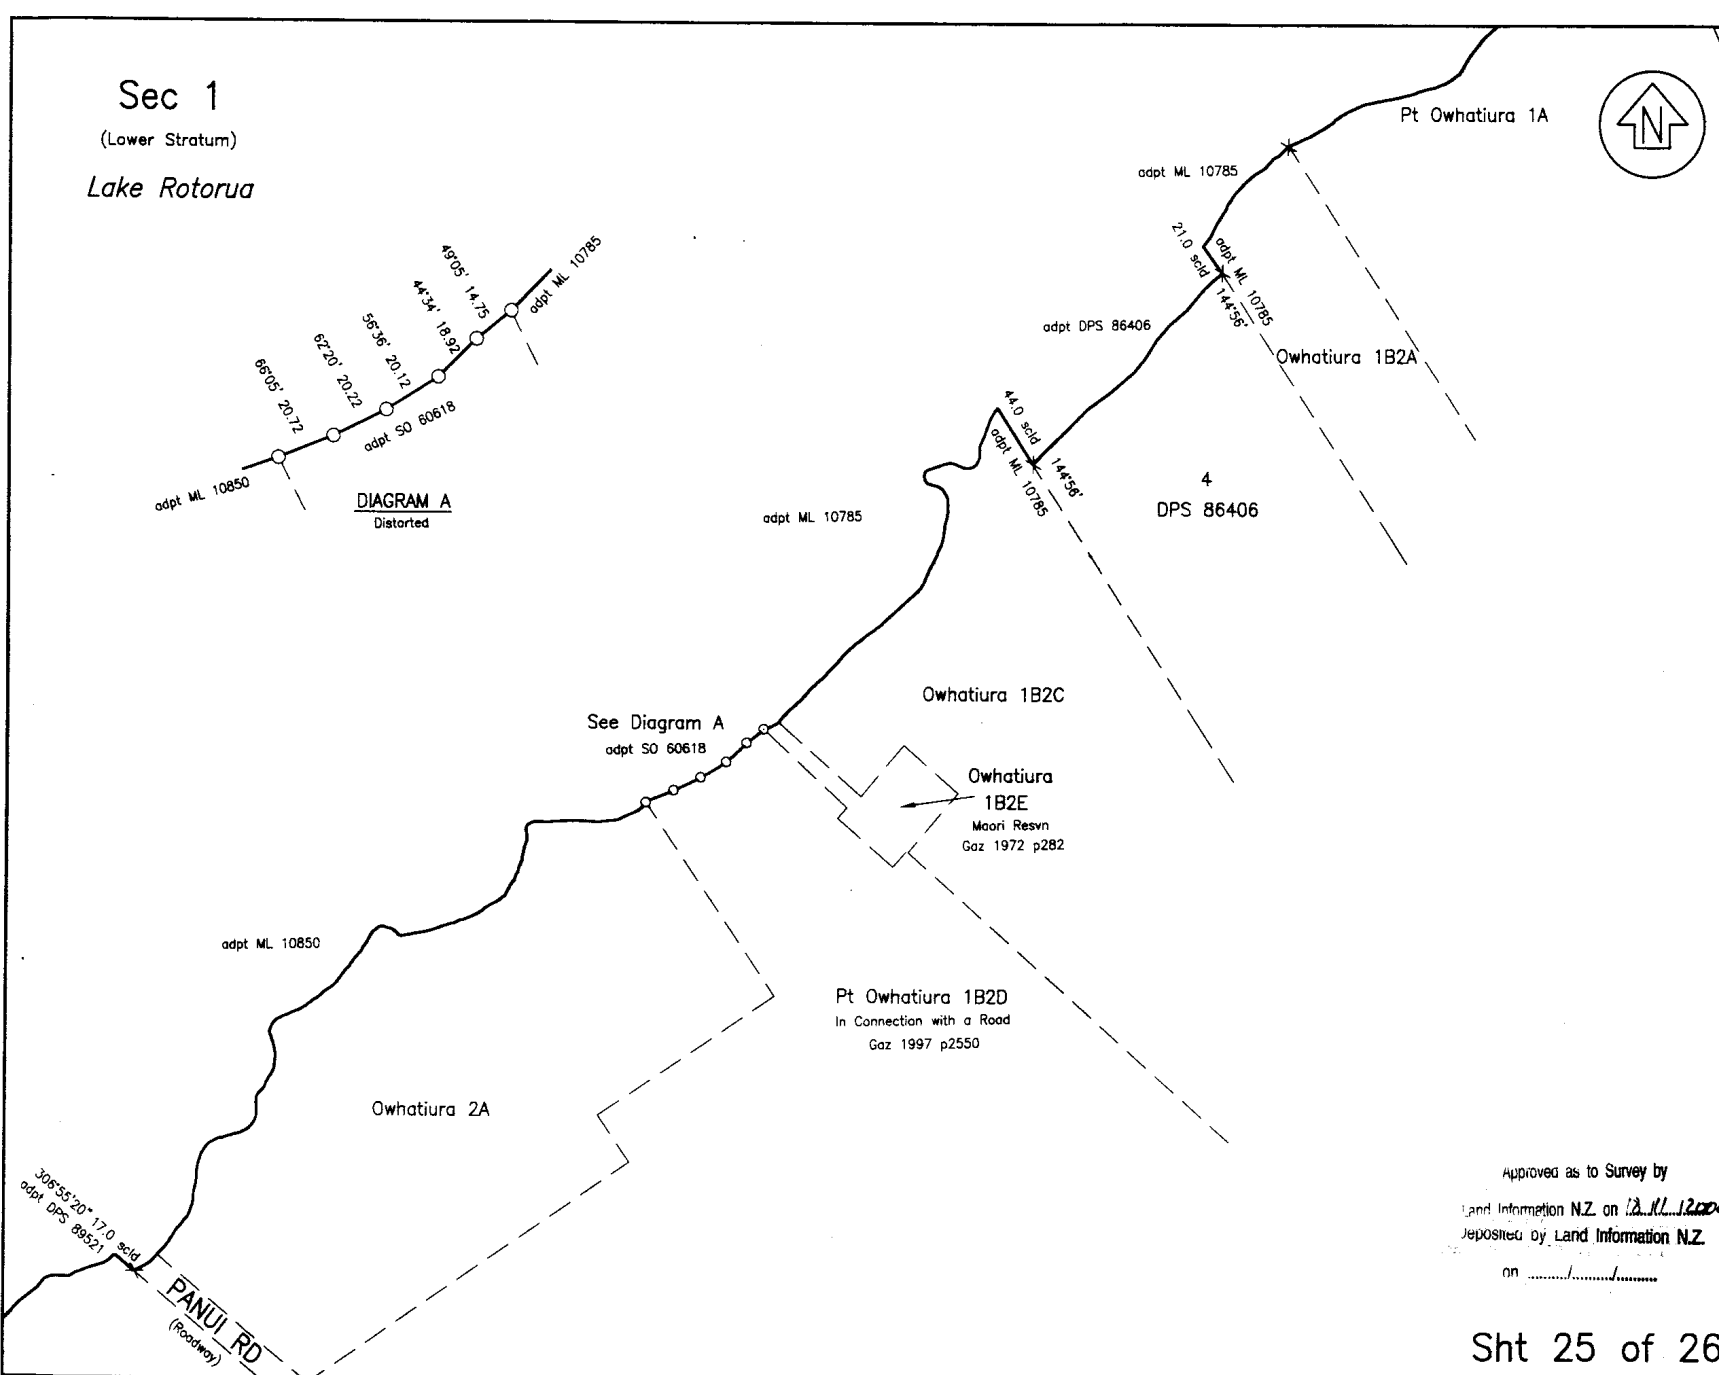 Sec 1
(Lower Stratum)
Lake Rotorua
N
Pt Owhatiura 1A
adpt ML 10785
21.0 scld
adpt ML 10785
144°56'
adpt DPS 86406
Owhatiura 1B2A
49°05' 14.75
44°34' 18.92
56°36' 20.12
62°20' 20.22
66°05' 20.72
adpt ML 10785
adpt SO 60618
adpt ML 10850
DIAGRAM A
Distorted
44.0 scld
adpt ML 10785
144°56'
4
DPS 86406
adpt ML 10785
Owhatiura 1B2C
See Diagram A
adpt SO 60618
Owhatiura
1B2E
Maori Resvn
Gaz 1972 p282
adpt ML 10850
Pt Owhatiura 1B2D
In Connection with a Road
Gaz 1997 p2550
Owhatiura 2A
306°55'20" 17.0 scld
adpt DPS 89521
PANUI RD
(Roadway)
Approved as to Survey by
Land Information N.Z. on
Deposited by Land Information N.Z.
on ........../........../..........
Sht 25 of 26